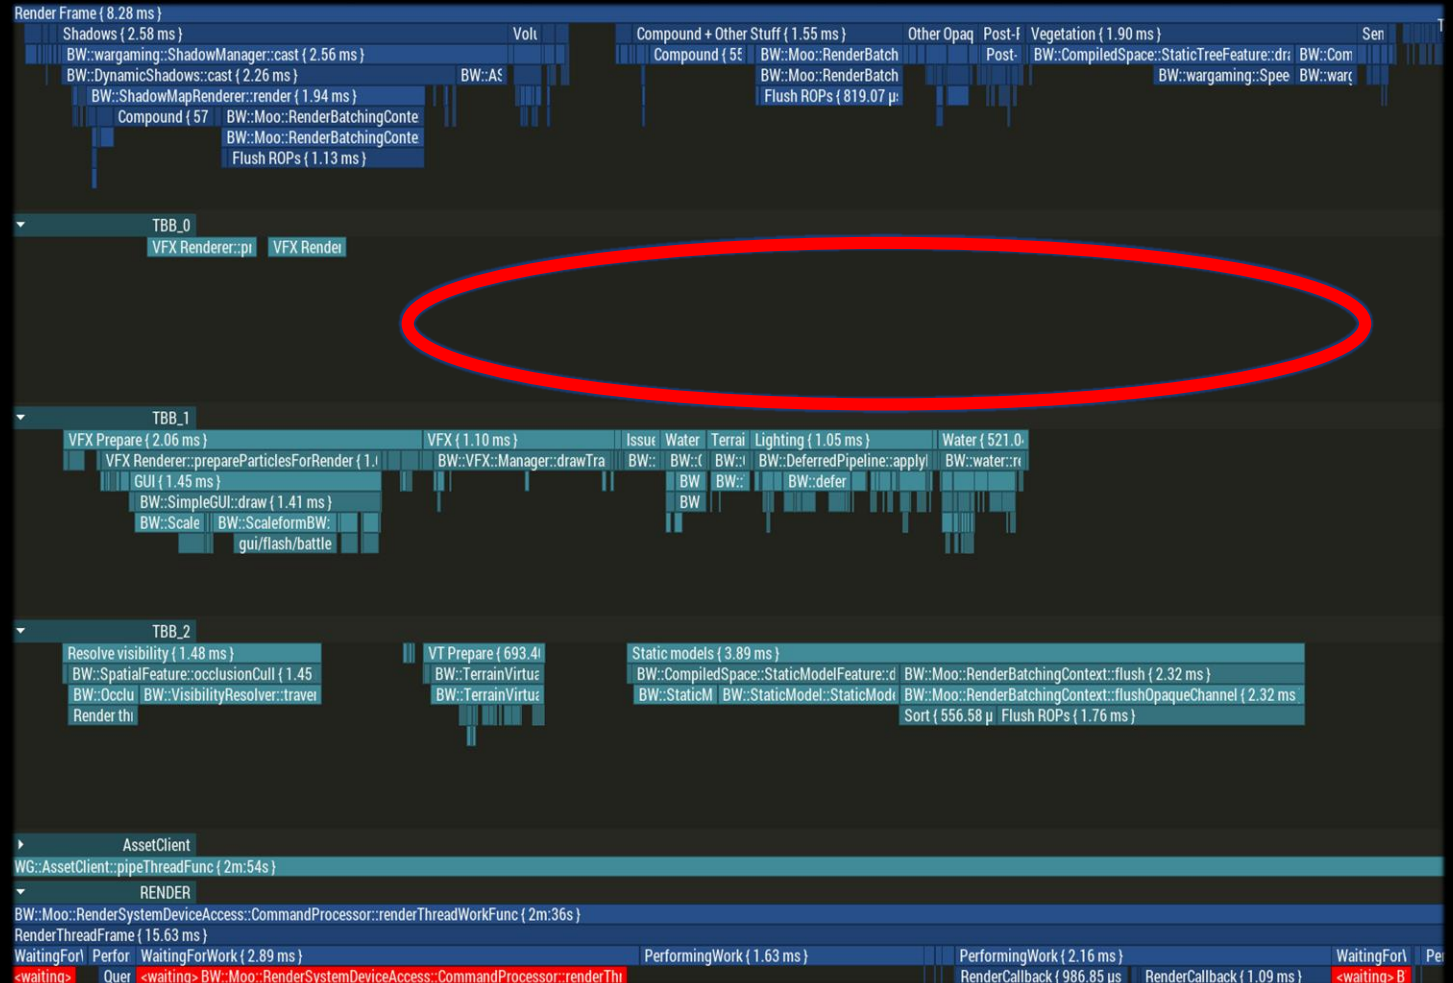 Render Frame { 8.28 ms }
Shadows { 2.58 ms } Volu Compound + Other Stuff { 1.55 ms } Other Opaq Post-F Vegetation { 1.90 ms } Sen
BW::wargaming::ShadowManager::cast { 2.56 ms } Compound { 55 BW::Moo::RenderBatch Post- BW::CompiledSpace::StaticTreeFeature::dra BW::Com
BW::DynamicShadows::cast { 2.26 ms } BW::AS BW::Moo::RenderBatch BW::wargaming::Spee BW::warg
BW::ShadowMapRenderer::render { 1.94 ms } Flush ROPs { 819.07 µ
Compound { 57 BW::Moo::RenderBatchingConte
BW::Moo::RenderBatchingConte
Flush ROPs { 1.13 ms }
TBB_0
VFX Renderer::pr VFX Render
TBB_1
VFX Prepare { 2.06 ms } VFX { 1.10 ms } Issue Water Terrai Lighting { 1.05 ms } Water { 521.0
VFX Renderer::prepareParticlesForRender { 1. BW::VFX::Manager::drawTra BW:: BW::( BW::( BW::DeferredPipeline::apply BW::water::re
GUI { 1.45 ms } BW BW:: BW::defer
BW::SimpleGUI::draw { 1.41 ms } BW
BW::Scale BW::ScaleformBW:
gui/flash/battle
TBB_2
Resolve visibility { 1.48 ms } VT Prepare { 693.4 Static models { 3.89 ms }
BW::SpatialFeature::occlusionCull { 1.45 BW::TerrainVirtua BW::CompiledSpace::StaticModelFeature::d BW::Moo::RenderBatchingContext::flush { 2.32 ms }
BW::Occlu BW::VisibilityResolver::traver BW::TerrainVirtua BW::StaticM BW::StaticModel::StaticMode BW::Moo::RenderBatchingContext::flushOpaqueChannel { 2.32 ms
Render thr Sort { 556.58 µ Flush ROPs { 1.76 ms }
AssetClient
WG::AssetClient::pipeThreadFunc { 2m:54s }
RENDER
BW::Moo::RenderSystemDeviceAccess::CommandProcessor::renderThreadWorkFunc { 2m:36s }
RenderThreadFrame { 15.63 ms }
WaitingForW Perfor WaitingForWork { 2.89 ms } PerformingWork { 1.63 ms } PerformingWork { 2.16 ms } WaitingForW Pe
<waiting> Quer <waiting> BW::Moo::RenderSystemDeviceAccess::CommandProcessor::renderThr RenderCallback { 986.85 µs RenderCallback { 1.09 ms } <waiting> B